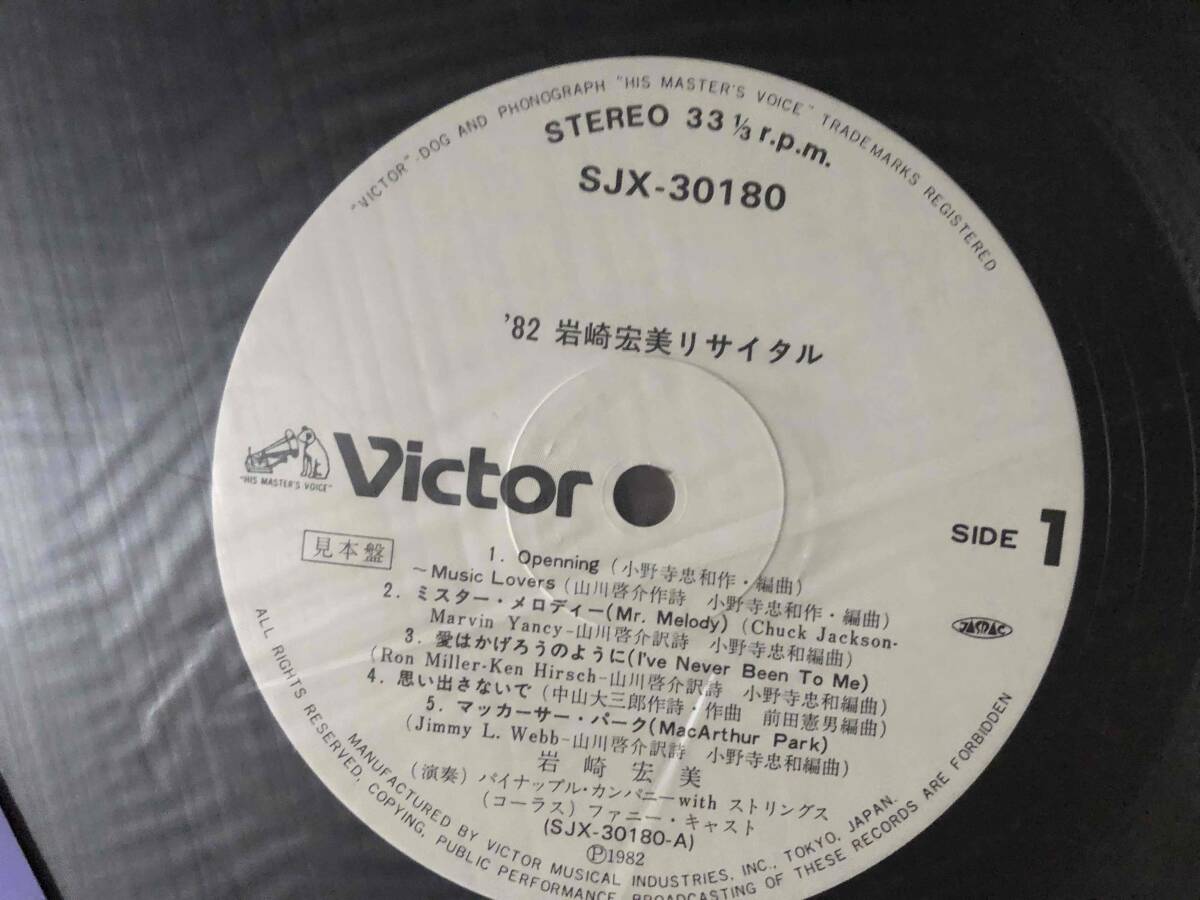 "VICTOR"-DOG AND PHONOGRAPH "HIS MASTER'S VOICE" TRADEMARKS REGISTERED
STEREO 33 1/3 r.p.m.
SJX-30180
'82 岩崎宏美リサイタル
"HIS MASTER'S VOICE"
Victor
SIDE 1
見本盤
JASRAC
1. Openning (小野寺忠和作・編曲)
~Music Lovers (山川啓介作詩 小野寺忠和作・編曲)
2. ミスター・メロディー(Mr. Melody) (Chuck Jackson-
Marvin Yancy-山川啓介訳詩 小野寺忠和編曲)
3. 愛はかげろうのように(I've Never Been To Me)
(Ron Miller-Ken Hirsch-山川啓介訳詩 小野寺忠和編曲)
4. 思い出さないで (中山大三郎作詩・作曲 前田憲男編曲)
5. マッカーサー・パーク(MacArthur Park)
(Jimmy L. Webb-山川啓介訳詩 小野寺忠和編曲)
岩崎宏美
(演奏) パイナップル・カンパニー with ストリングス
(コーラス) ファニー・キャスト
(SJX-30180-A)
Ⓟ1982
MANUFACTURED BY VICTOR MUSICAL INDUSTRIES, INC., TOKYO, JAPAN.
ALL RIGHTS RESERVED, COPYING, PUBLIC PERFORMANCE, BROADCASTING OF THESE RECORDS ARE FORBIDDEN